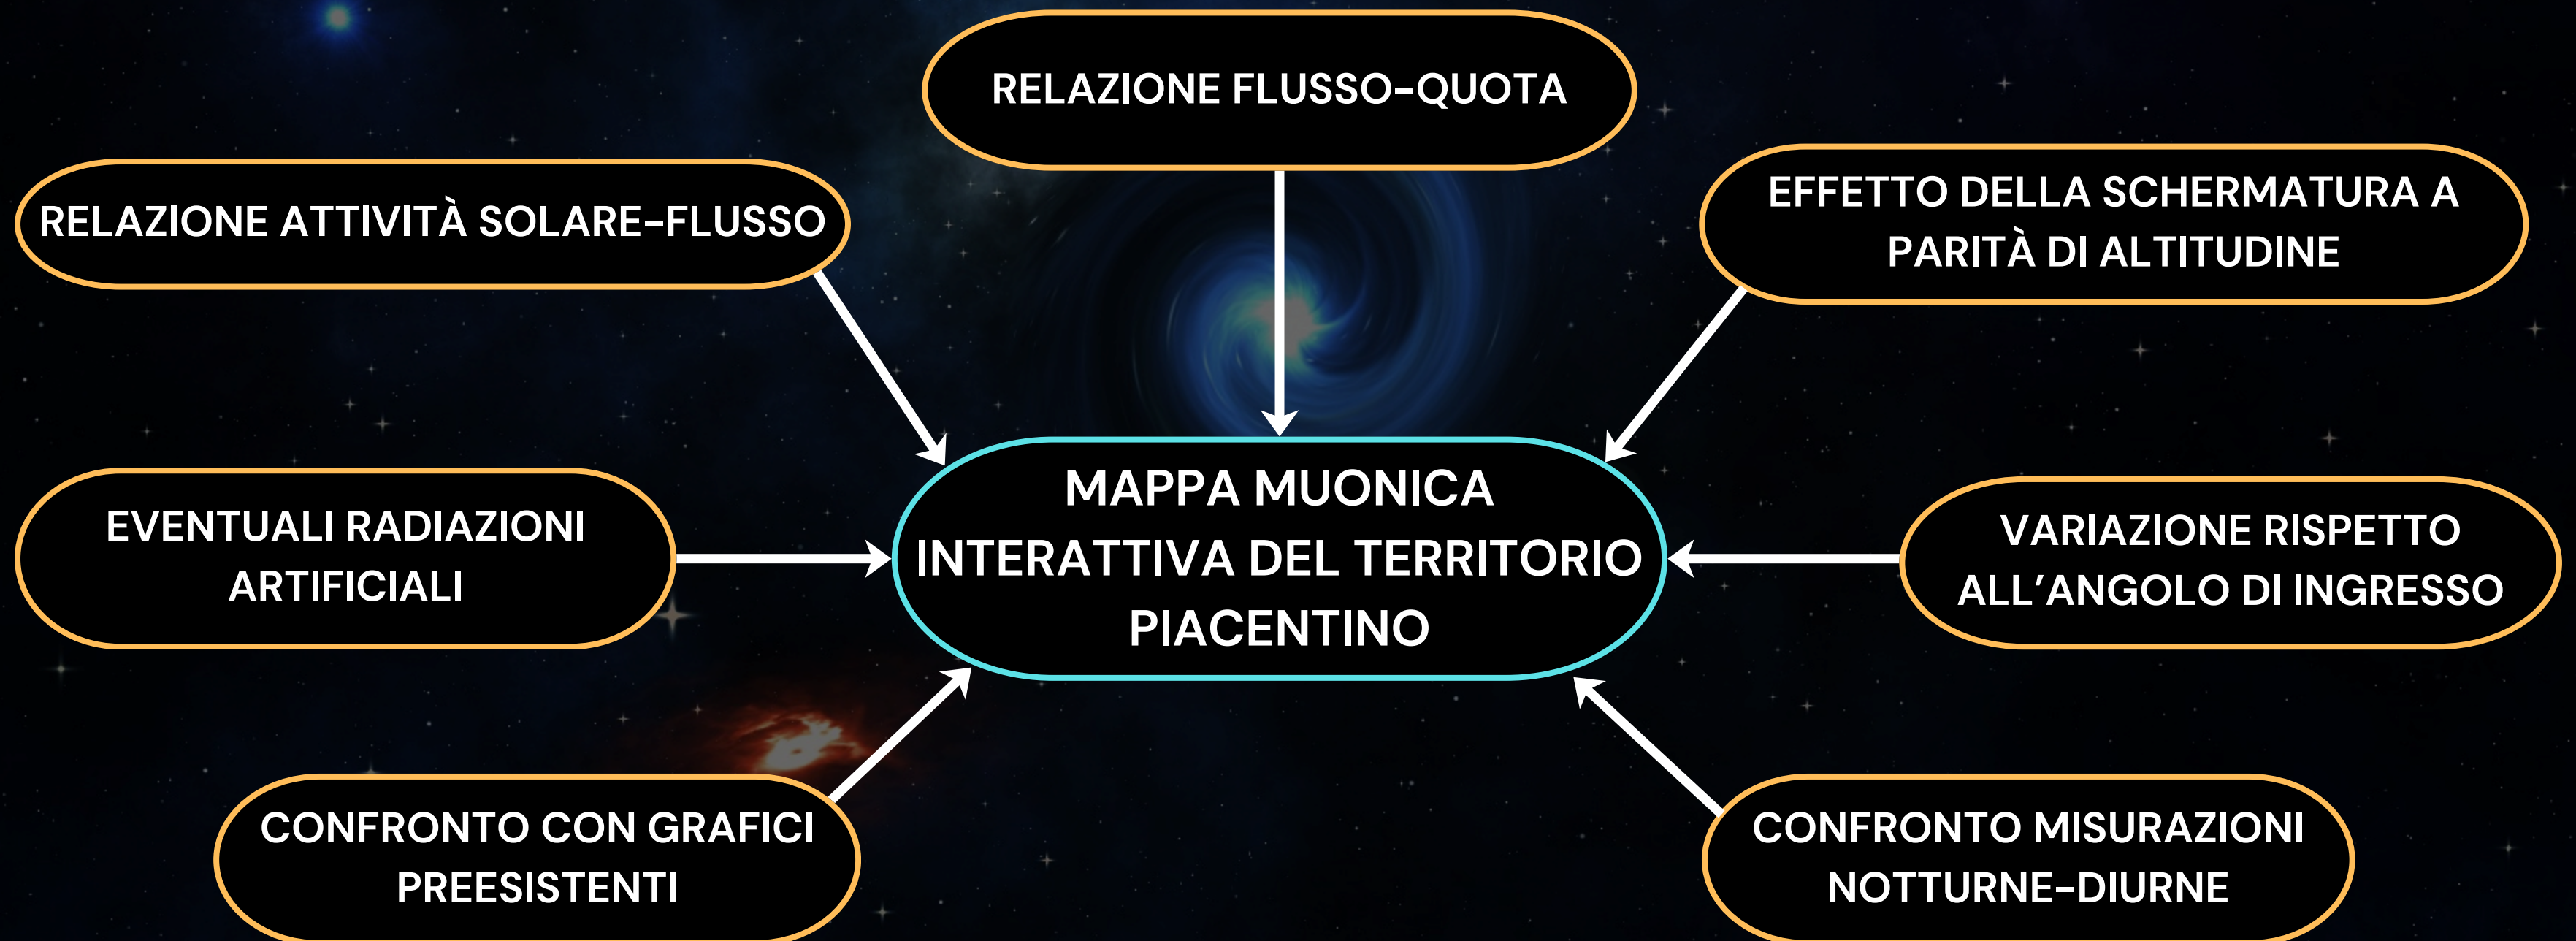 RELAZIONE FLUSSO-QUOTA
RELAZIONE ATTIVITÀ SOLARE-FLUSSO
EFFETTO DELLA SCHERMATURA A
PARITÀ DI ALTITUDINE
MAPPA MUONICA
INTERATTIVA DEL TERRITORIO
PIACENTINO
EVENTUALI RADIAZIONI
ARTIFICIALI
VARIAZIONE RISPETTO
ALL'ANGOLO DI INGRESSO
CONFRONTO CON GRAFICI
PREESISTENTI
CONFRONTO MISURAZIONI
NOTTURNE-DIURNE